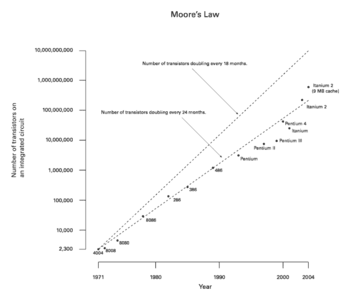 Moore's Law
10,000,000,000
Number of transistors doubling every 18 months.
1,000,000,000
Itanium 2
(9 MB cache)
Itanium 2
100,000,000
Number of transistors doubling every 24 months.
Pentium 4
Itanium
Number of transistors on
an integrated circuit
10,000,000
Pentium III
Pentium II
Pentium
1,000,000
486
386
286
100,000
8086
10,000
8080
2,300
4004
8008
1971
1980
1990
2000
2004
Year